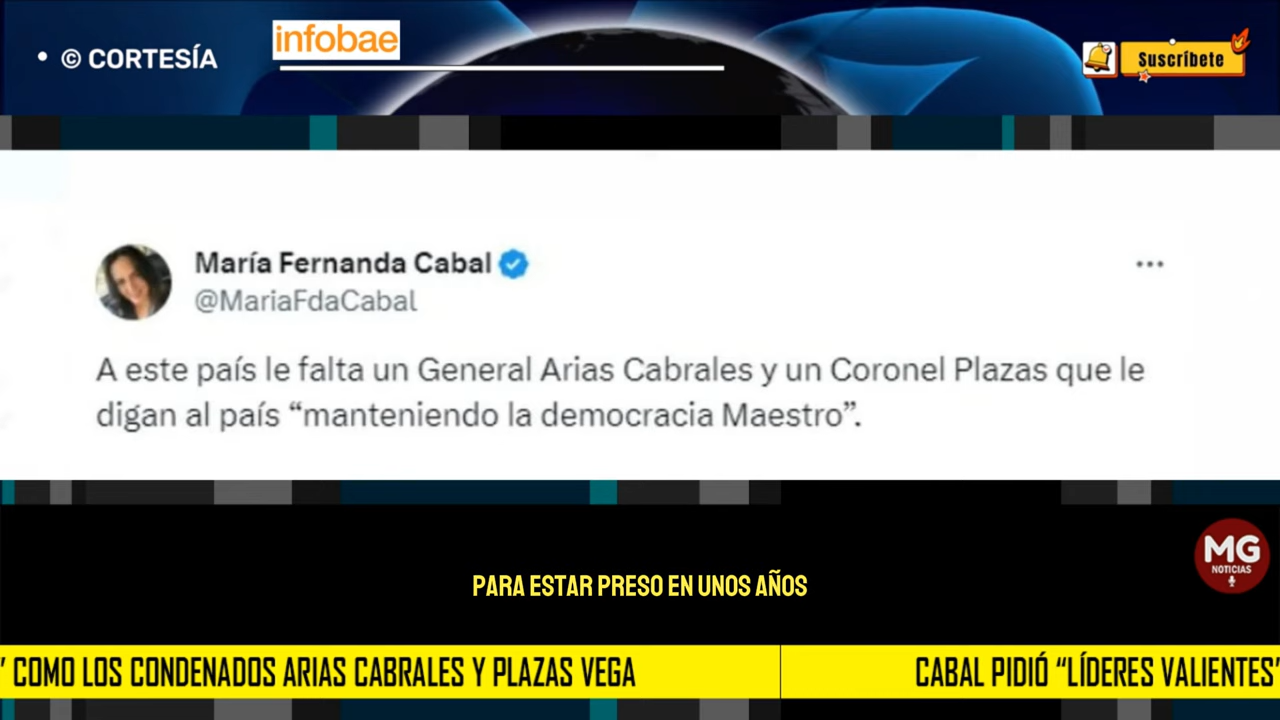 • © CORTESÍA
infobae
Suscríbete
María Fernanda Cabal
@MariaFdaCabal
A este país le falta un General Arias Cabrales y un Coronel Plazas que le
digan al país “manteniendo la democracia Maestro”.
MG
NOTICIAS
PARA ESTAR PRESO EN UNOS AÑOS
” COMO LOS CONDENADOS ARIAS CABRALES Y PLAZAS VEGA
CABAL PIDIÓ “LÍDERES VALIENTES”